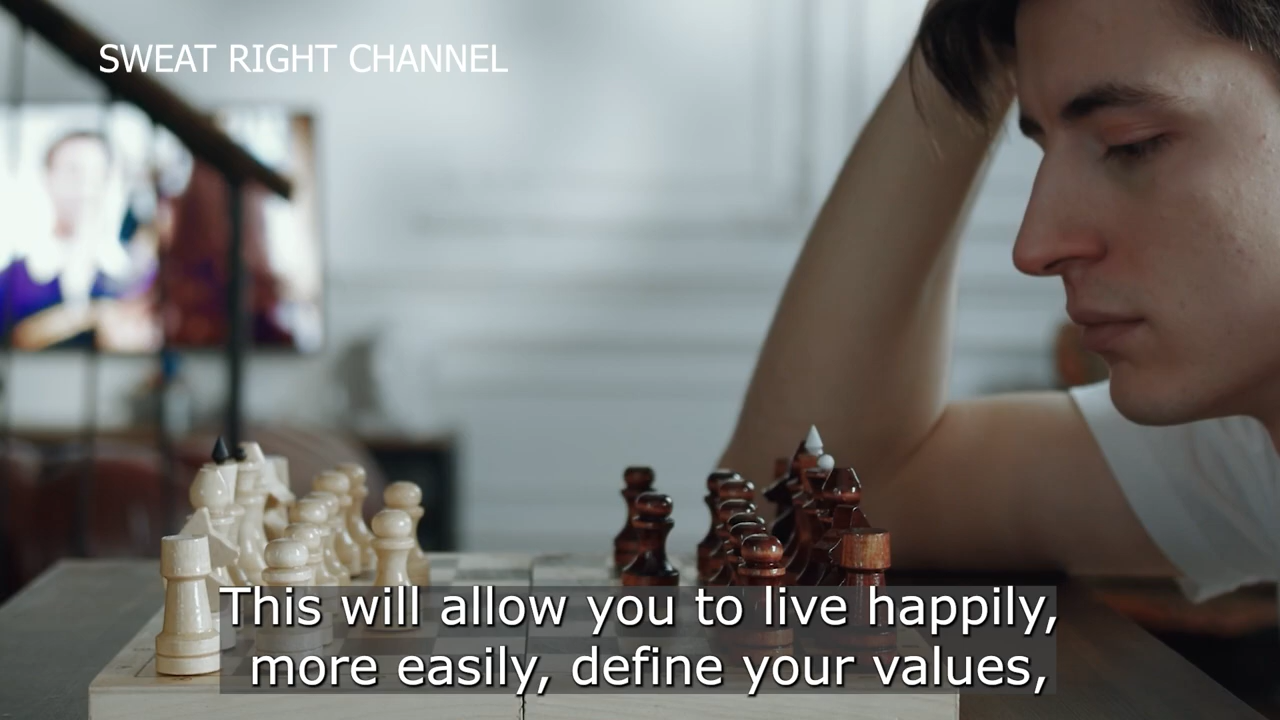 SWEAT RIGHT CHANNEL
This will allow you to live happily,
more easily, define your values,